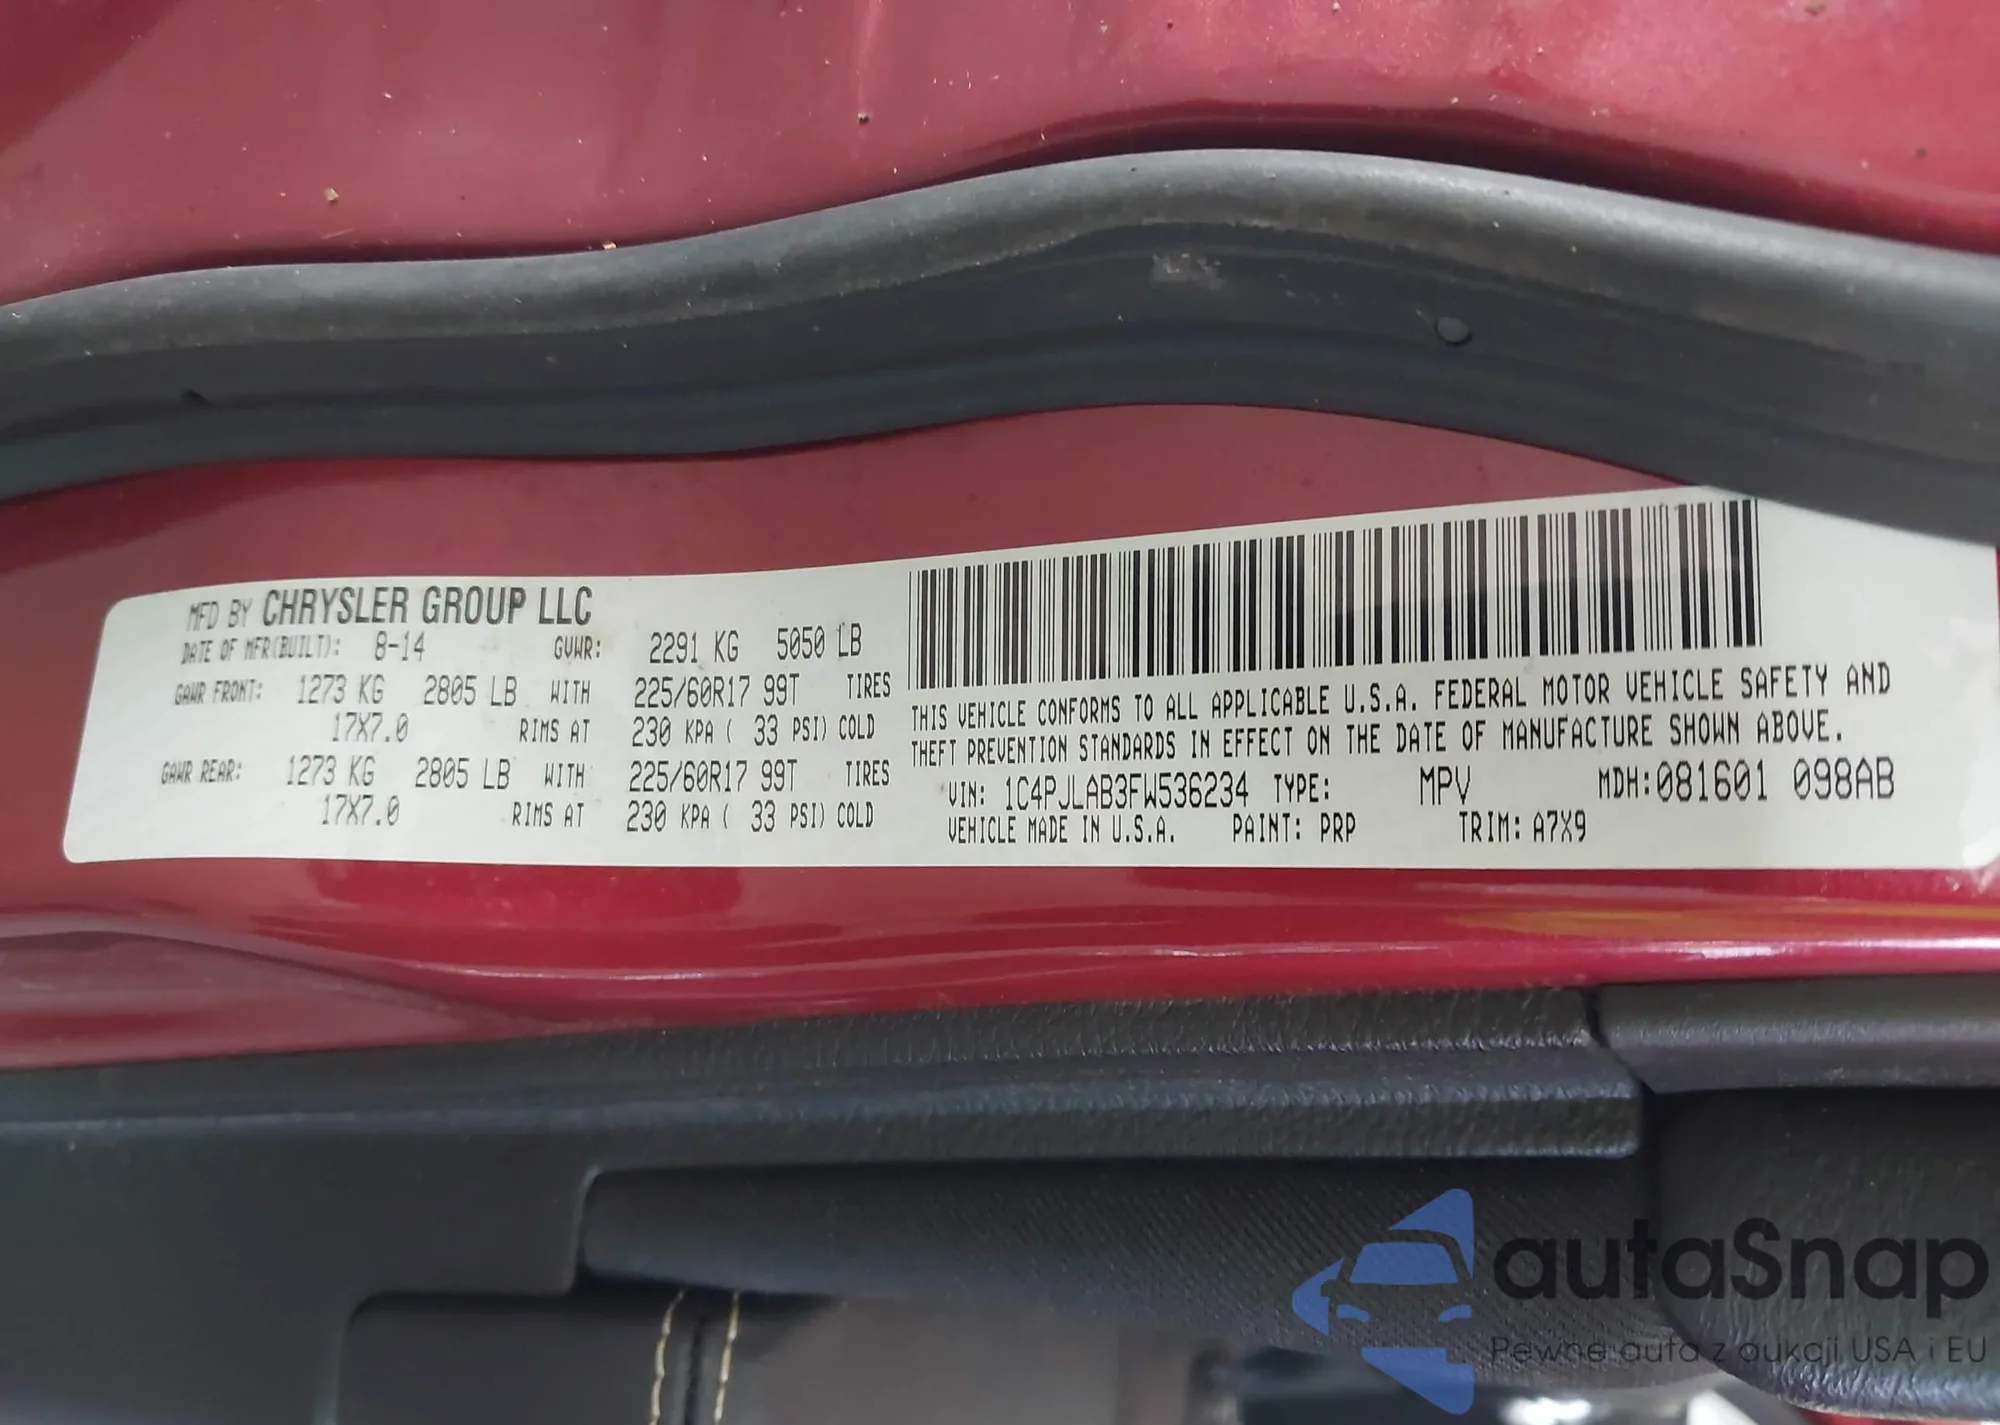 MFD BY CHRYSLER GROUP LLC
DATE OF MFR(BUILT): 8-14 GVWR: 2291 KG 5050 LB
GAWR FRONT: 1273 KG 2805 LB WITH 225/60R17 99T TIRES
17X7.0 RIMS AT 230 KPA ( 33 PSI) COLD
GAWR REAR: 1273 KG 2805 LB WITH 225/60R17 99T TIRES
17X7.0 RIMS AT 230 KPA ( 33 PSI) COLD
THIS VEHICLE CONFORMS TO ALL APPLICABLE U.S.A. FEDERAL MOTOR VEHICLE SAFETY AND
THEFT PREVENTION STANDARDS IN EFFECT ON THE DATE OF MANUFACTURE SHOWN ABOVE.
VIN: 1C4PJLAB3FW536234 TYPE: MPV MDH:081601 098AB
VEHICLE MADE IN U.S.A. PAINT: PRP TRIM: A7X9
autaSnap
Pewne auta z aukcji USA i EU